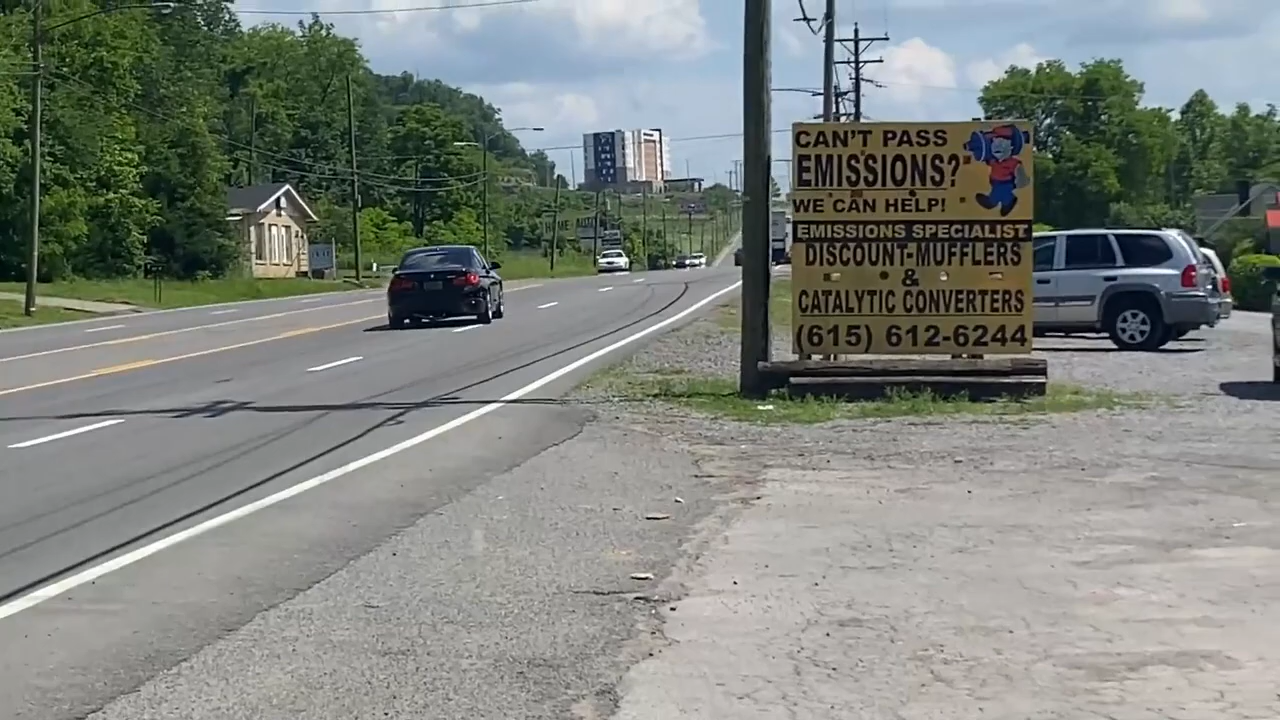 CAN'T PASS
EMISSIONS?
WE CAN HELP!
EMISSIONS SPECIALIST
DISCOUNT-MUFFLERS
&
CATALYTIC CONVERTERS
(615) 612-6244